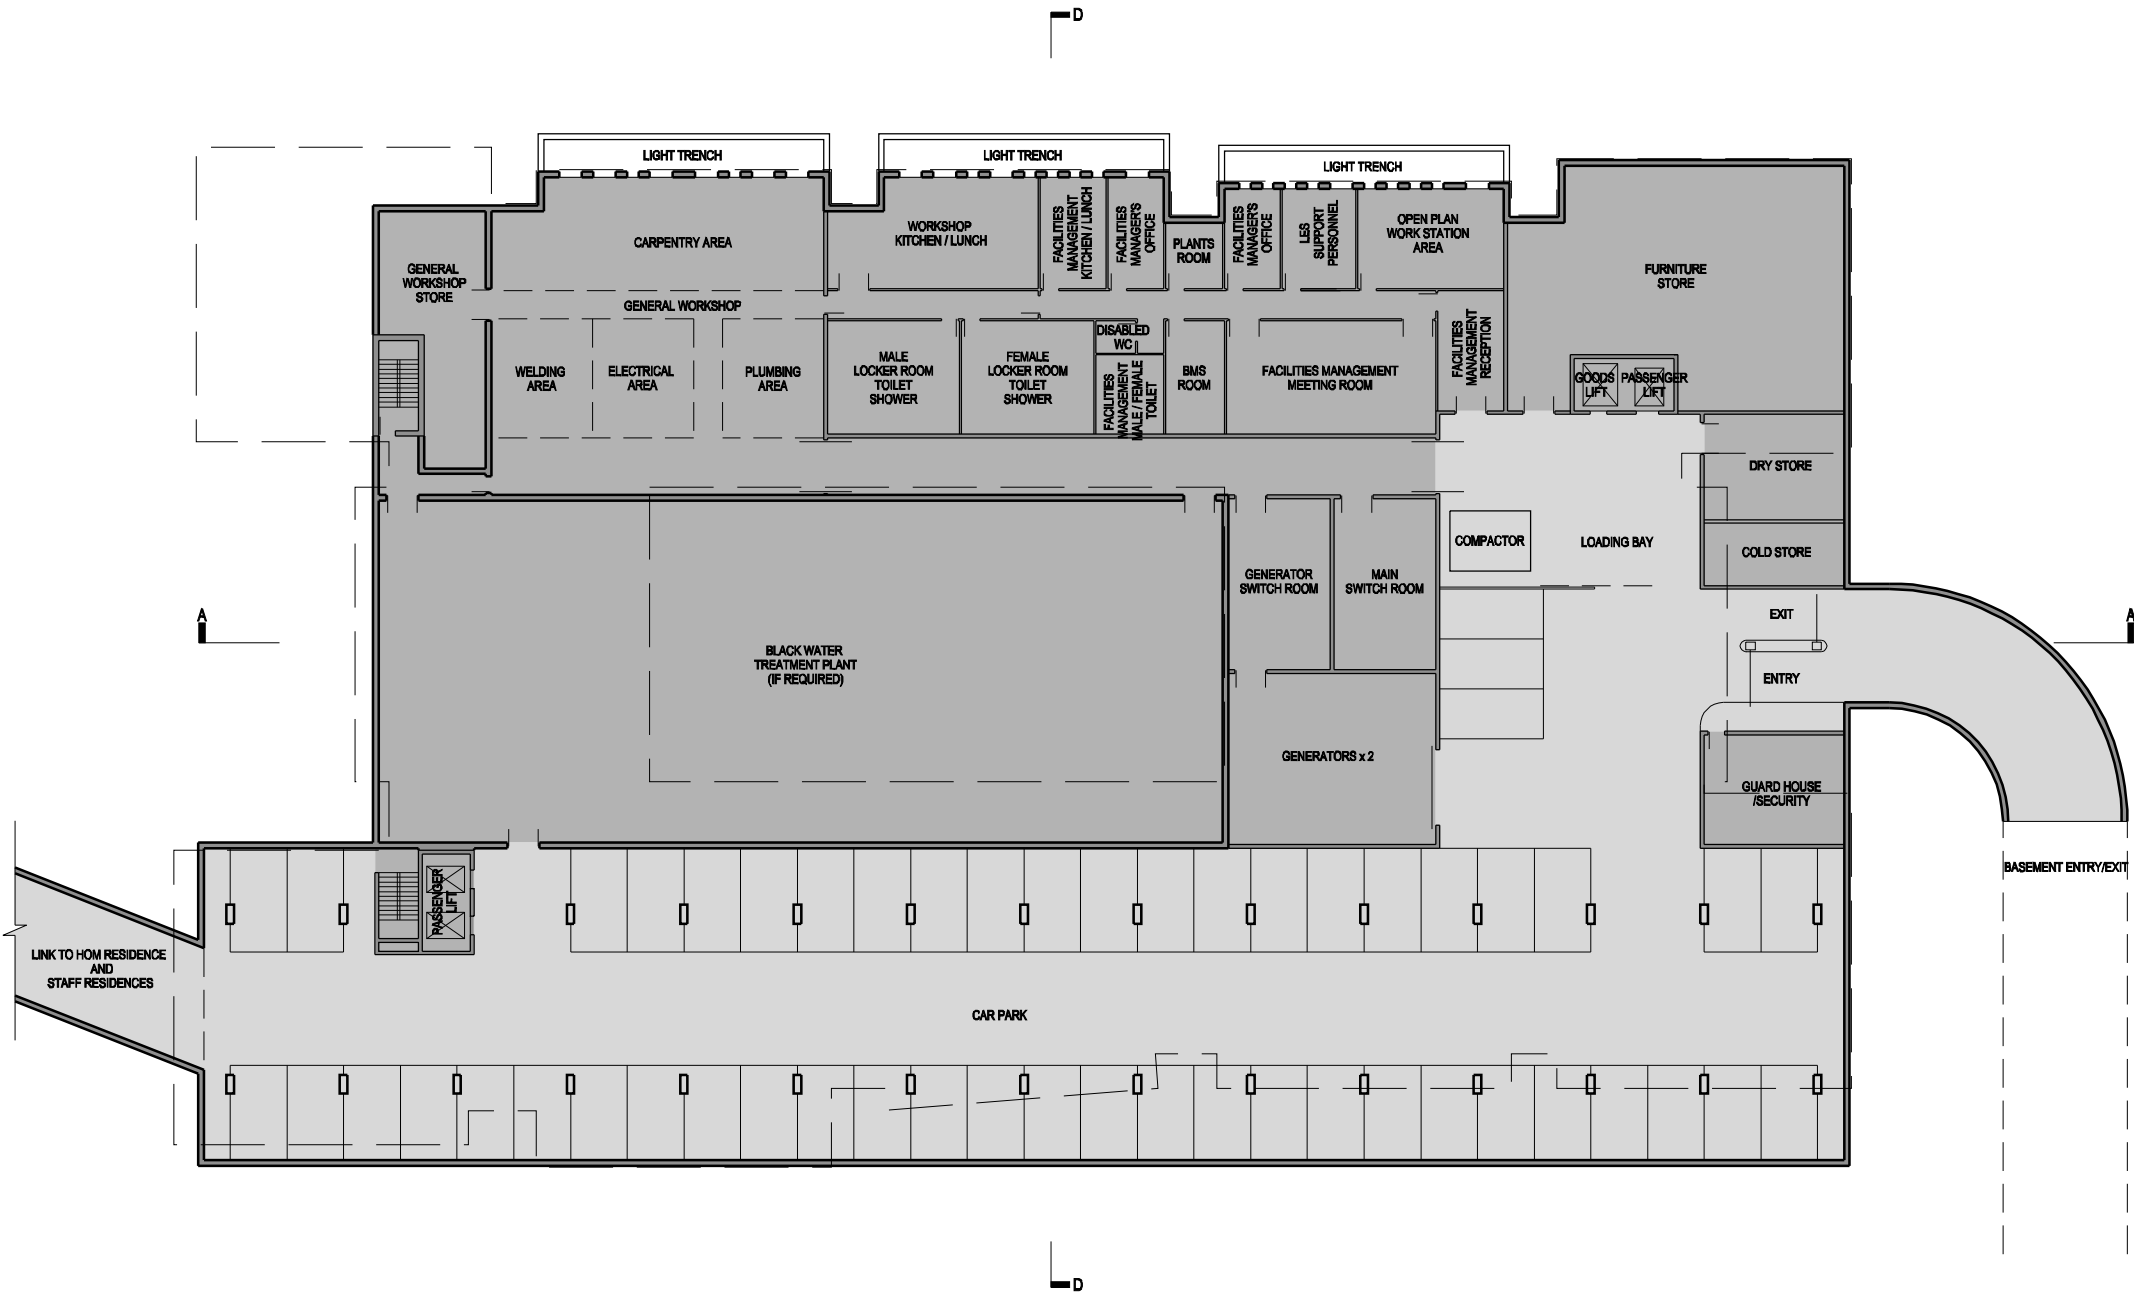 D
LIGHT TRENCH
LIGHT TRENCH
LIGHT TRENCH
CARPENTRY AREA
WORKSHOP
KITCHEN / LUNCH
FACILITIES
MANAGEMENT
KITCHEN / LUNCH
FACILITIES
MANAGER'S
OFFICE
PLANTS
ROOM
FACILITIES
MANAGER'S
OFFICE
LES
SUPPORT
PERSONNEL
OPEN PLAN
WORK STATION
AREA
GENERAL
WORKSHOP
STORE
FURNITURE
STORE
GENERAL WORKSHOP
WELDING
AREA
ELECTRICAL
AREA
PLUMBING
AREA
MALE
LOCKER ROOM
TOILET
SHOWER
FEMALE
LOCKER ROOM
TOILET
SHOWER
DISABLED
WC
FACILITIES
MANAGEMENT
MALE / FEMALE
TOILET
BMS
ROOM
FACILITIES MANAGEMENT
MEETING ROOM
FACILITIES
MANAGEMENT
RECEPTION
GOODS
LIFT
PASSENGER
LIFT
DRY STORE
COMPACTOR
LOADING BAY
COLD STORE
GENERATOR
SWITCH ROOM
MAIN
SWITCH ROOM
A
EXIT
A
BLACK WATER
TREATMENT PLANT
(IF REQUIRED)
ENTRY
GENERATORS x 2
GUARD HOUSE
/SECURITY
BASEMENT ENTRY/EXIT
PASSENGER
LIFT
LINK TO HOM RESIDENCE
AND
STAFF RESIDENCES
CAR PARK
D